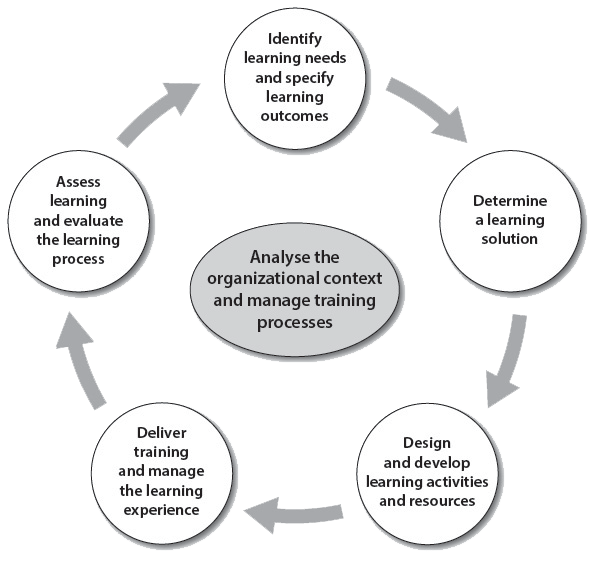 Identify
learning needs
and specify
learning
outcomes
Determine
a learning
solution
Design
and develop
learning activities
and resources
Deliver
training
and manage
the learning
experience
Assess
learning
and evaluate
the learning
process
Analyse the
organizational context
and manage training
processes